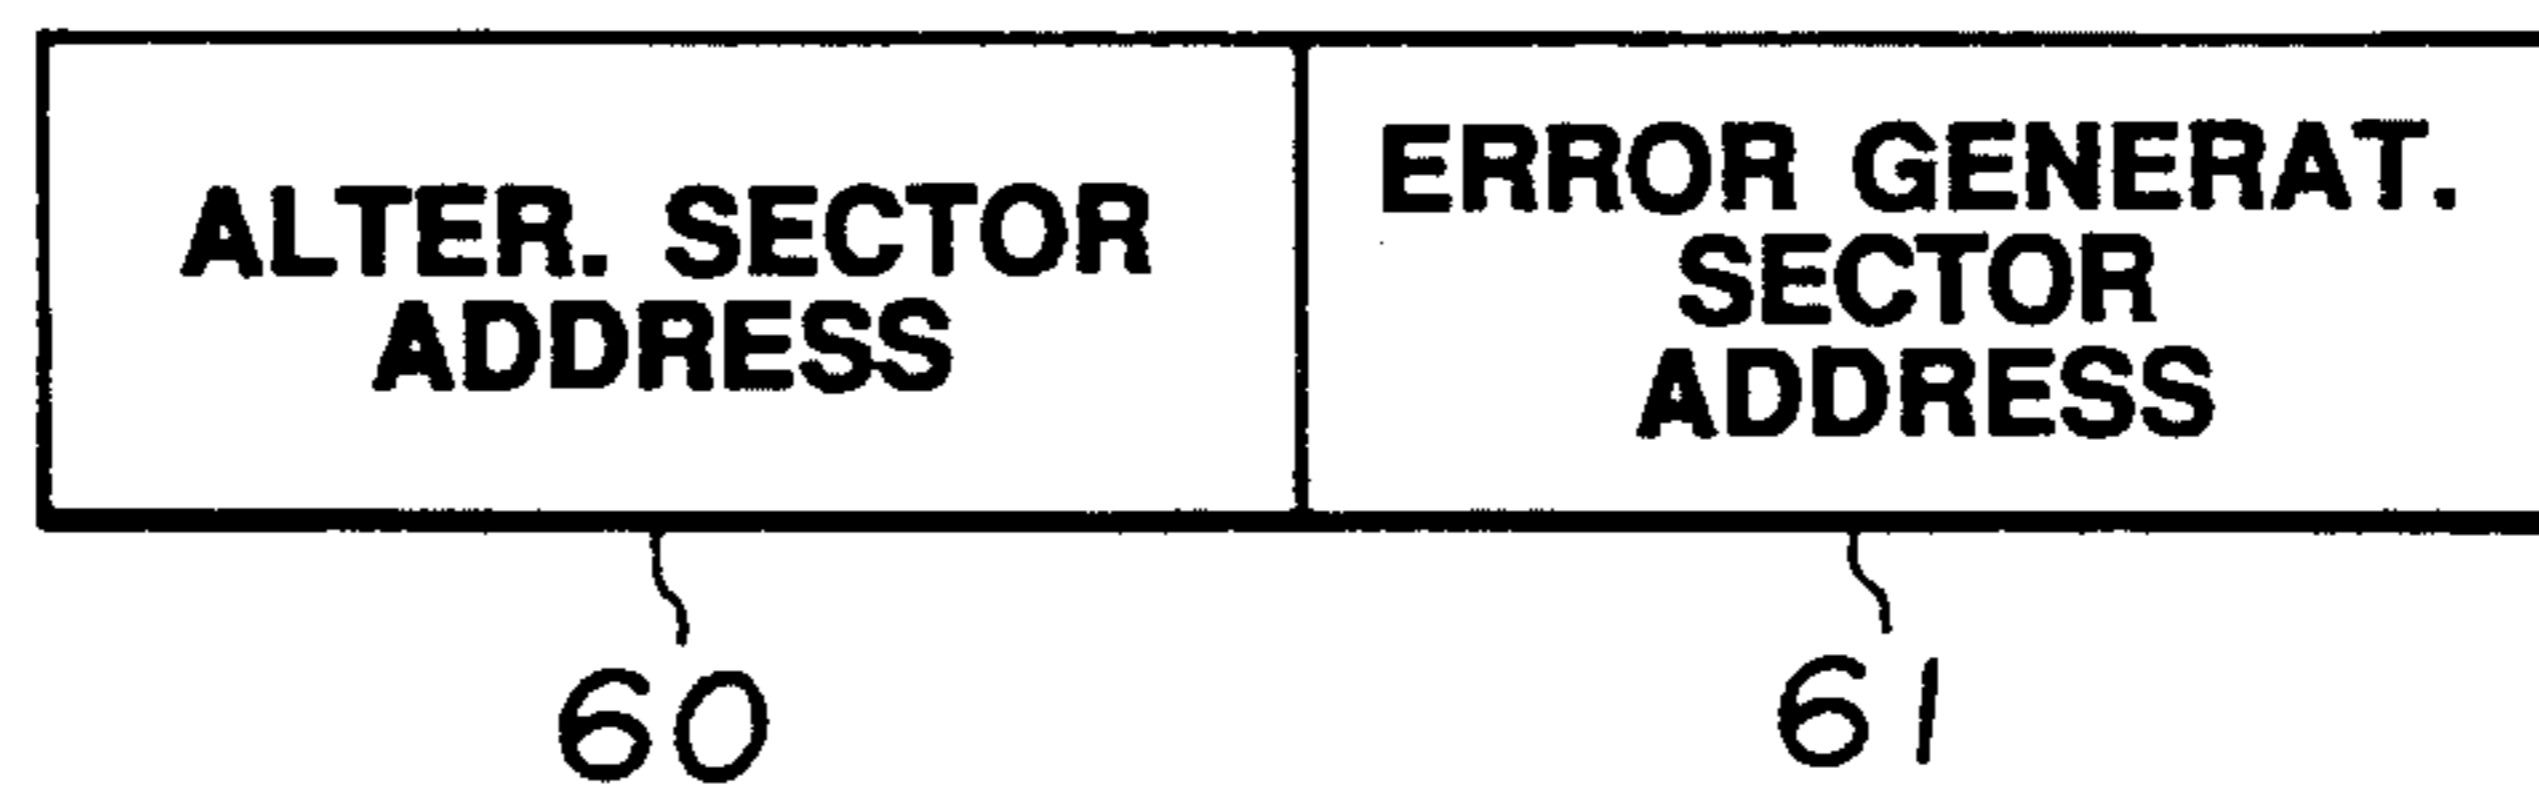 ALTER. SECTOR
ADDRESS
ERROR GENERAT.
SECTOR
ADDRESS
60
61